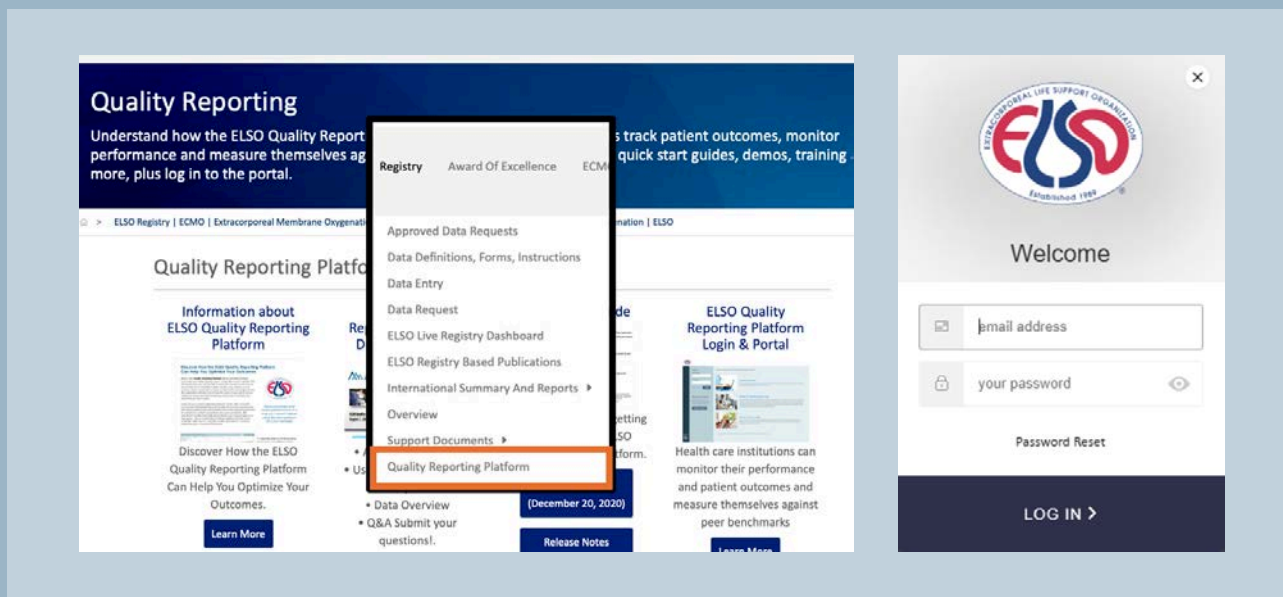 Quality Reporting
Understand how the ELSO Quality Report
s track patient outcomes, monitor
performance and measure themselves ag
quick start guides, demos, training
more, plus log in to the portal.
> ELSO Registry | ECMO | Extracorporeal Membrane Oxygenati
nation | ELSO
Quality Reporting Platfo
Information about
ELSO Quality Reporting
Platform
Discover How the ELSO
Quality Reporting Platform
Can Help You Optimize Your
Outcomes.
Learn More
• Data Overview
• Q&A Submit your
questions!.
Registry Award Of Excellence ECM
Approved Data Requests
Data Definitions, Forms, Instructions
Data Entry
Data Request
ELSO Live Registry Dashboard
ELSO Registry Based Publications
International Summary And Reports
Overview
Support Documents
Quality Reporting Platform
de
etting
SO
tform.
(December 20, 2020)
Release Notes
ELSO Quality
Reporting Platform
Login & Portal
Health care institutions can
monitor their performance
and patient outcomes and
measure themselves against
peer benchmarks
Learn More
EXTRACORPOREAL LIFE SUPPORT ORGANIZATION
ELSO
Established 1989
Welcome
email address
your password
Password Reset
LOG IN >